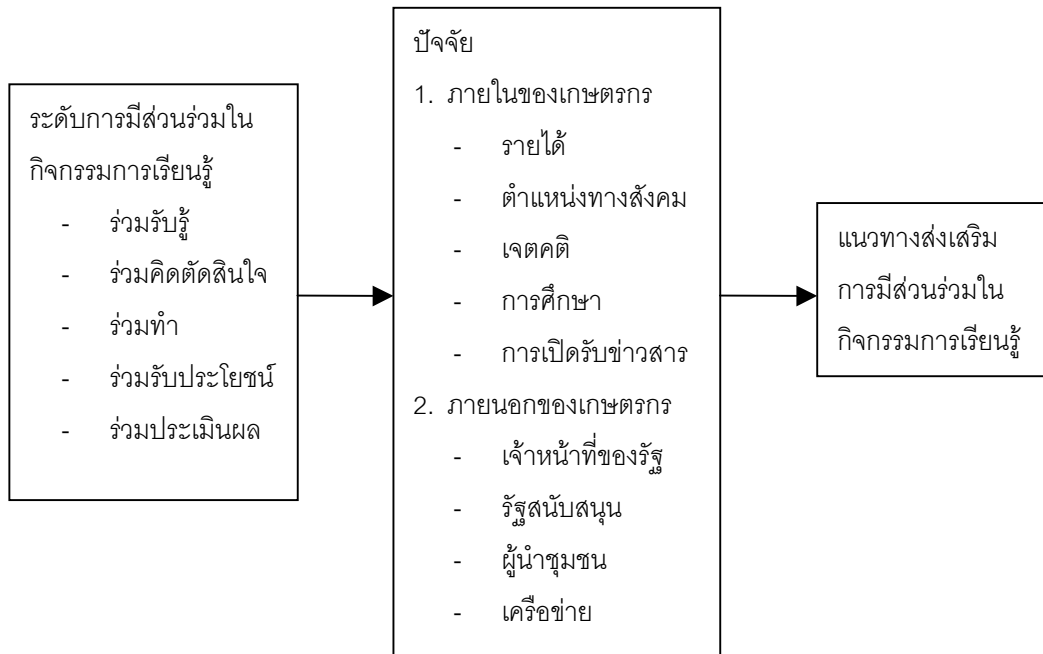 ระดับการมีส่วนร่วมใน
กิจกรรมการเรียนรู้
- ร่วมรับรู้
- ร่วมคิดตัดสินใจ
- ร่วมทำ
- ร่วมรับประโยชน์
- ร่วมประเมินผล
ปัจจัย
1. ภายในของเกษตรกร
- รายได้
- ตำแหน่งทางสังคม
- เจตคติ
- การศึกษา
- การเปิดรับข่าวสาร
2. ภายนอกของเกษตรกร
- เจ้าหน้าที่ของรัฐ
- รัฐสนับสนุน
- ผู้นำชุมชน
- เครือข่าย
แนวทางส่งเสริม
การมีส่วนร่วมใน
กิจกรรมการเรียนรู้